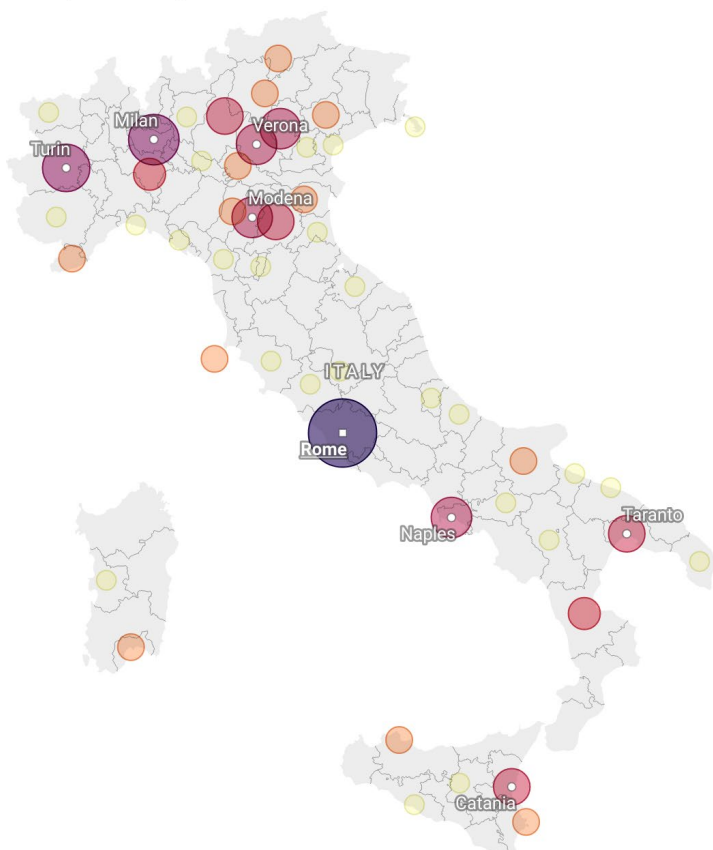 Milan
Verona
Turin
Modena
ITALY
Rome
Taranto
Naples
Catania